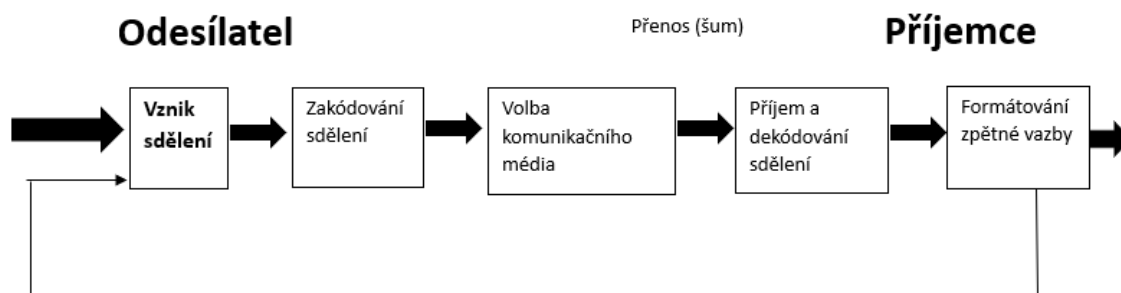 Odesílatel
Přenos (šum)
Příjemce
Vznik
sdělení
Zakódování
sdělení
Volba
komunikačního
média
Příjem a
dekódování
sdělení
Formátování
zpětné vazby